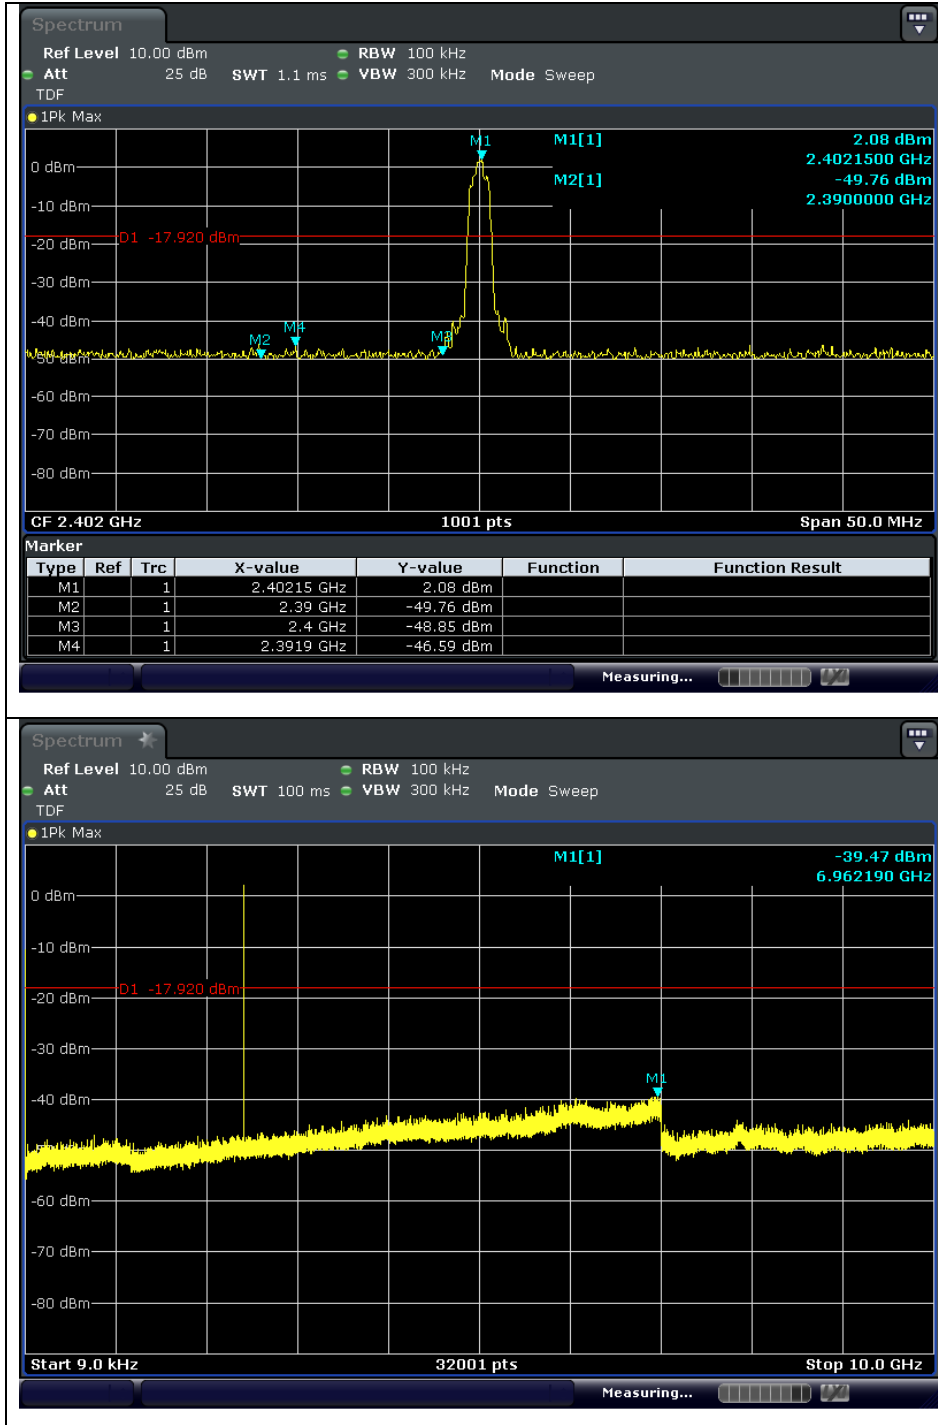 Spectrum
Ref Level 10.00 dBm RBW 100 kHz
Att 25 dB SWT 1.1 ms VBW 300 kHz Mode Sweep
TDF
1Pk Max
M1[1] 2.08 dBm
2.4021500 GHz
M2[1] -49.76 dBm
2.3900000 GHz
M1
0 dBm
-10 dBm
D1 -17.920 dBm
-20 dBm
-30 dBm
-40 dBm
M2 M4 M3
-50 dBm
-60 dBm
-70 dBm
-80 dBm
CF 2.402 GHz 1001 pts Span 50.0 MHz
Marker
Type Ref Trc X-value Y-value Function Function Result
M1 1 2.40215 GHz 2.08 dBm
M2 1 2.39 GHz -49.76 dBm
M3 1 2.4 GHz -48.85 dBm
M4 1 2.3919 GHz -46.59 dBm
Measuring...
Spectrum
Ref Level 10.00 dBm RBW 100 kHz
Att 25 dB SWT 100 ms VBW 300 kHz Mode Sweep
TDF
1Pk Max
M1[1] -39.47 dBm
6.962190 GHz
0 dBm
-10 dBm
D1 -17.920 dBm
-20 dBm
-30 dBm
M1
-40 dBm
-60 dBm
-70 dBm
-80 dBm
Start 9.0 kHz 32001 pts Stop 10.0 GHz
Measuring...